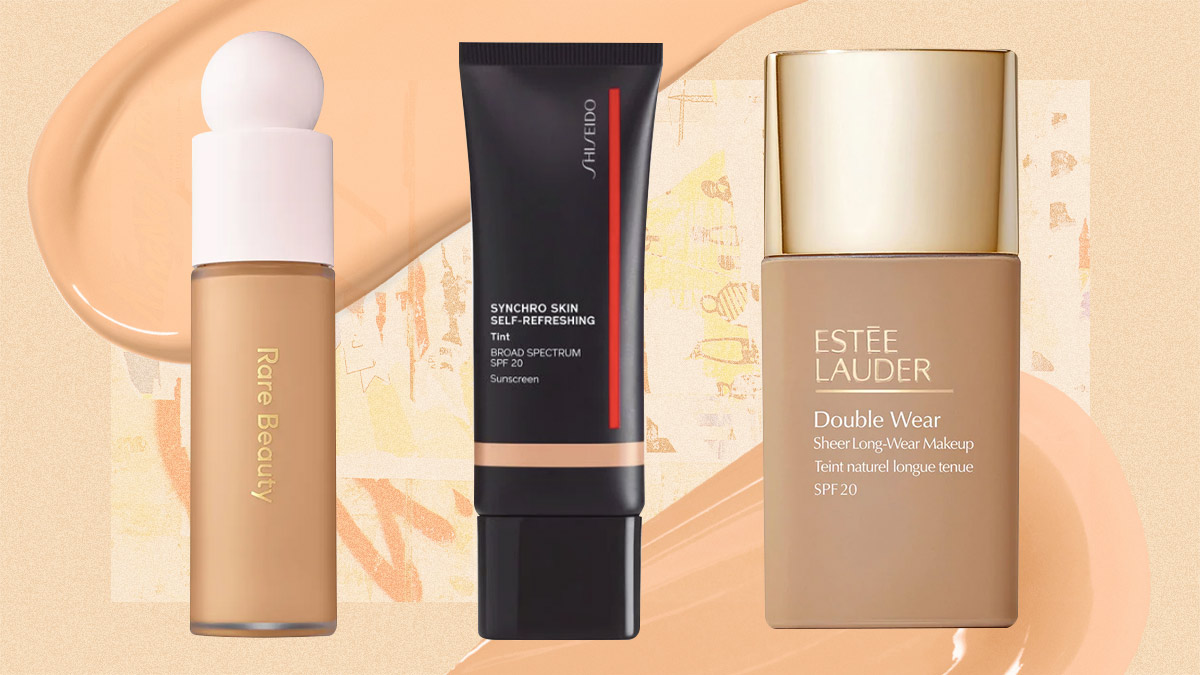 Rare Beauty
SHISEIDO
SYNCHRO SKIN
SELF-REFRESHING
Tint
BROAD SPECTRUM
SPF 20
Sunscreen
ESTĒE
LAUDER
Double Wear
Sheer Long-Wear Makeup
Teint naturel longue tenue
SPF 20